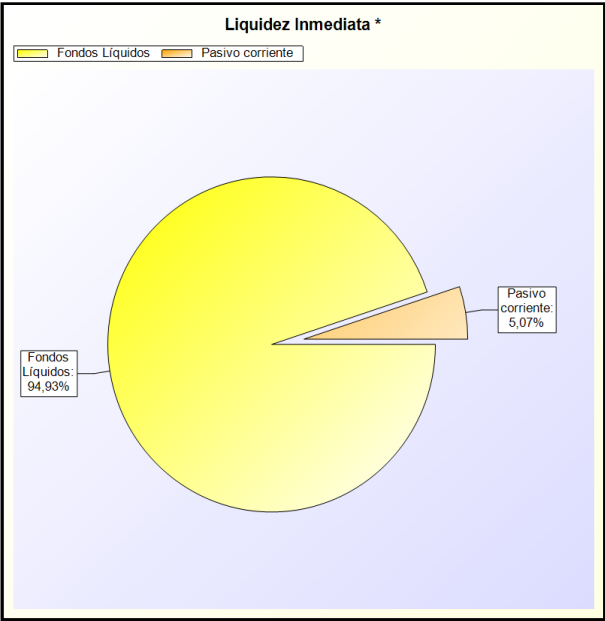 Liquidez Inmediata *
Fondos Líquidos Pasivo corriente
Pasivo
corriente:
5,07%
Fondos
Líquidos:
94,93%